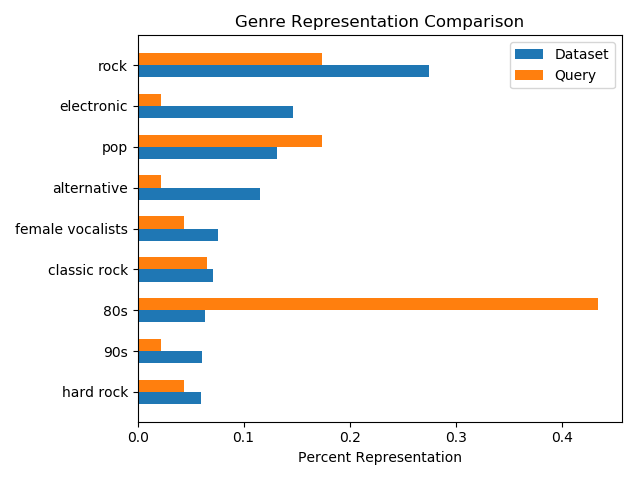 Genre Representation Comparison
Dataset
Query
rock
electronic
pop
alternative
female vocalists
classic rock
80s
90s
hard rock
0.0 0.1 0.2 0.3 0.4
Percent Representation